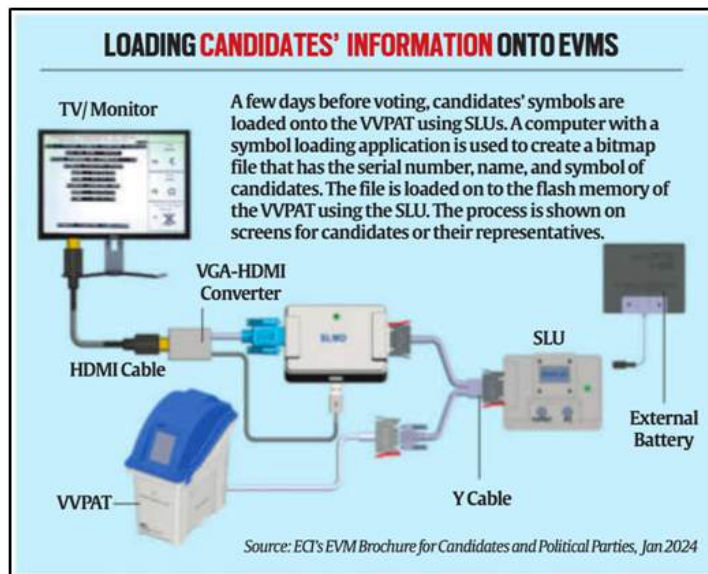 LOADING CANDIDATES' INFORMATION ONTO EVMS
TV/Monitor
A few days before voting, candidates' symbols are
loaded onto the VVPAT using SLUs. A computer with a
symbol loading application is used to create a bitmap
file that has the serial number, name, and symbol of
candidates. The file is loaded on to the flash memory of
the VVPAT using the SLU. The process is shown on
screens for candidates or their representatives.
VGA-HDMI
Converter
SLMD
SLU
HDMI Cable
External
Battery
VVPAT
Y Cable
Source: ECI's EVM Brochure for Candidates and Political Parties, Jan 2024